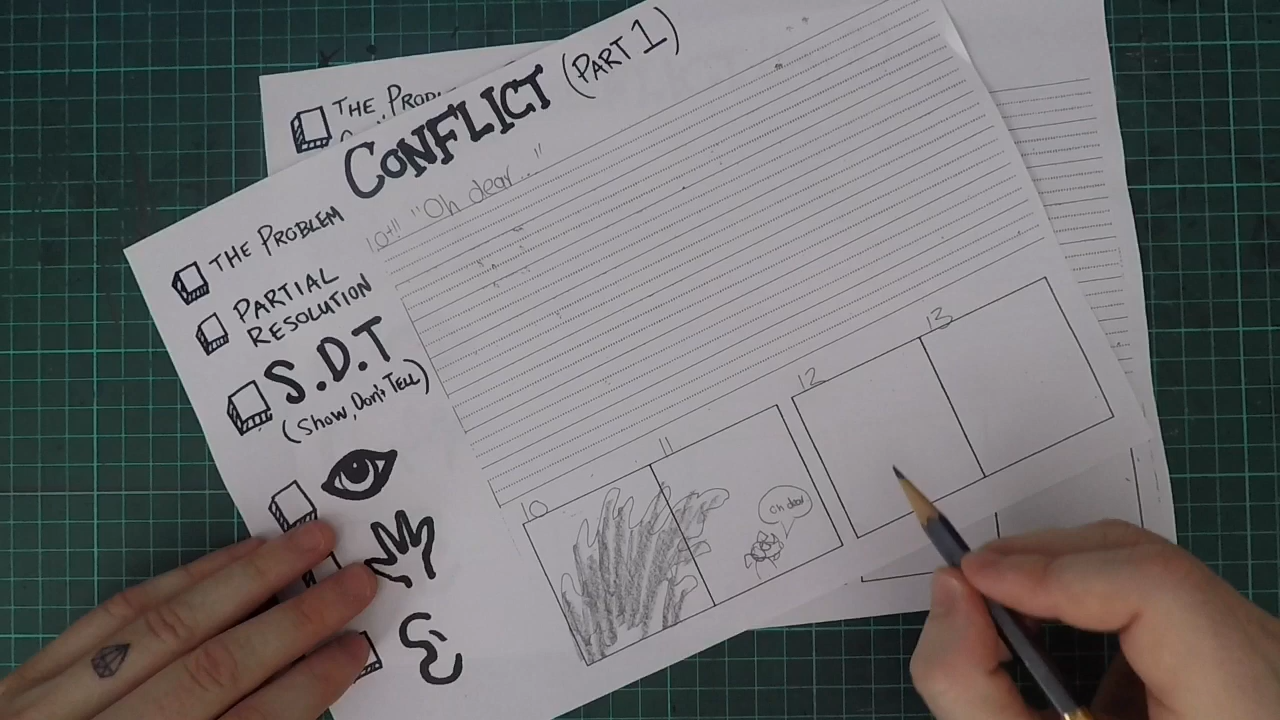 THE PROB
CONFLICT (PART 1)
10+11 "Oh dear..."
THE PROBLEM
PARTIAL
RESOLUTION
S.D.T
(Show, Don't Tell)
10
11
12
13
oh dear